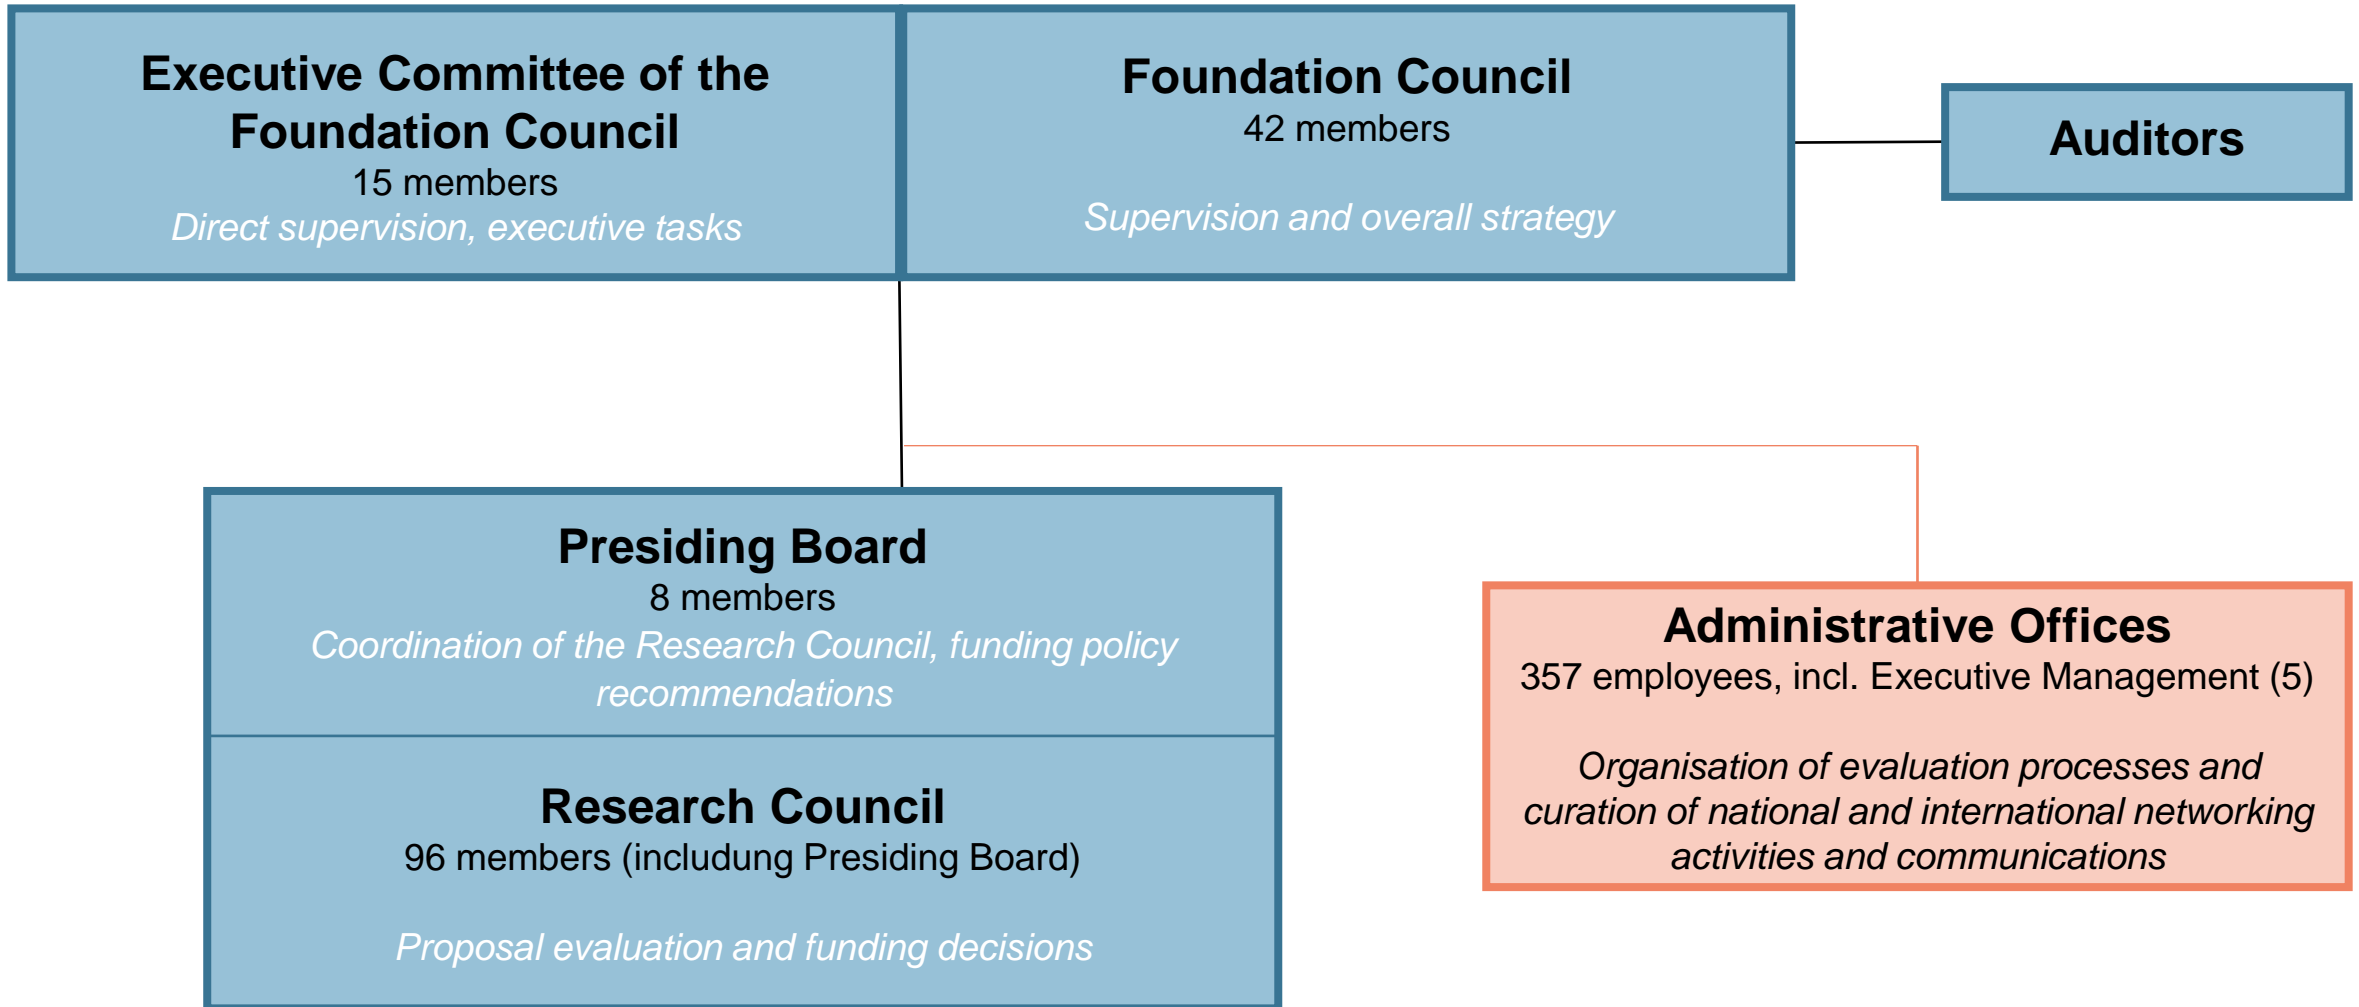 Executive Committee of the
Foundation Council
15 members
Direct supervision, executive tasks
Foundation Council
42 members
Supervision and overall strategy
Auditors
Presiding Board
8 members
Coordination of the Research Council, funding policy
recommendations
Research Council
96 members (includung Presiding Board)
Proposal evaluation and funding decisions
Administrative Offices
357 employees, incl. Executive Management (5)
Organisation of evaluation processes and
curation of national and international networking
activities and communications